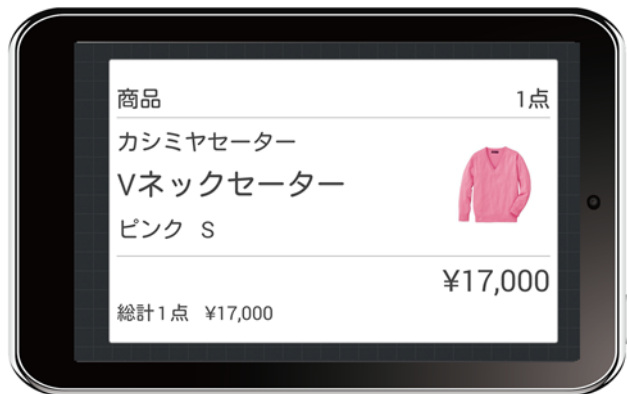 商品 1点
カシミヤセーター
Vネックセーター
ピンク S
¥17,000
総計1点 ¥17,000